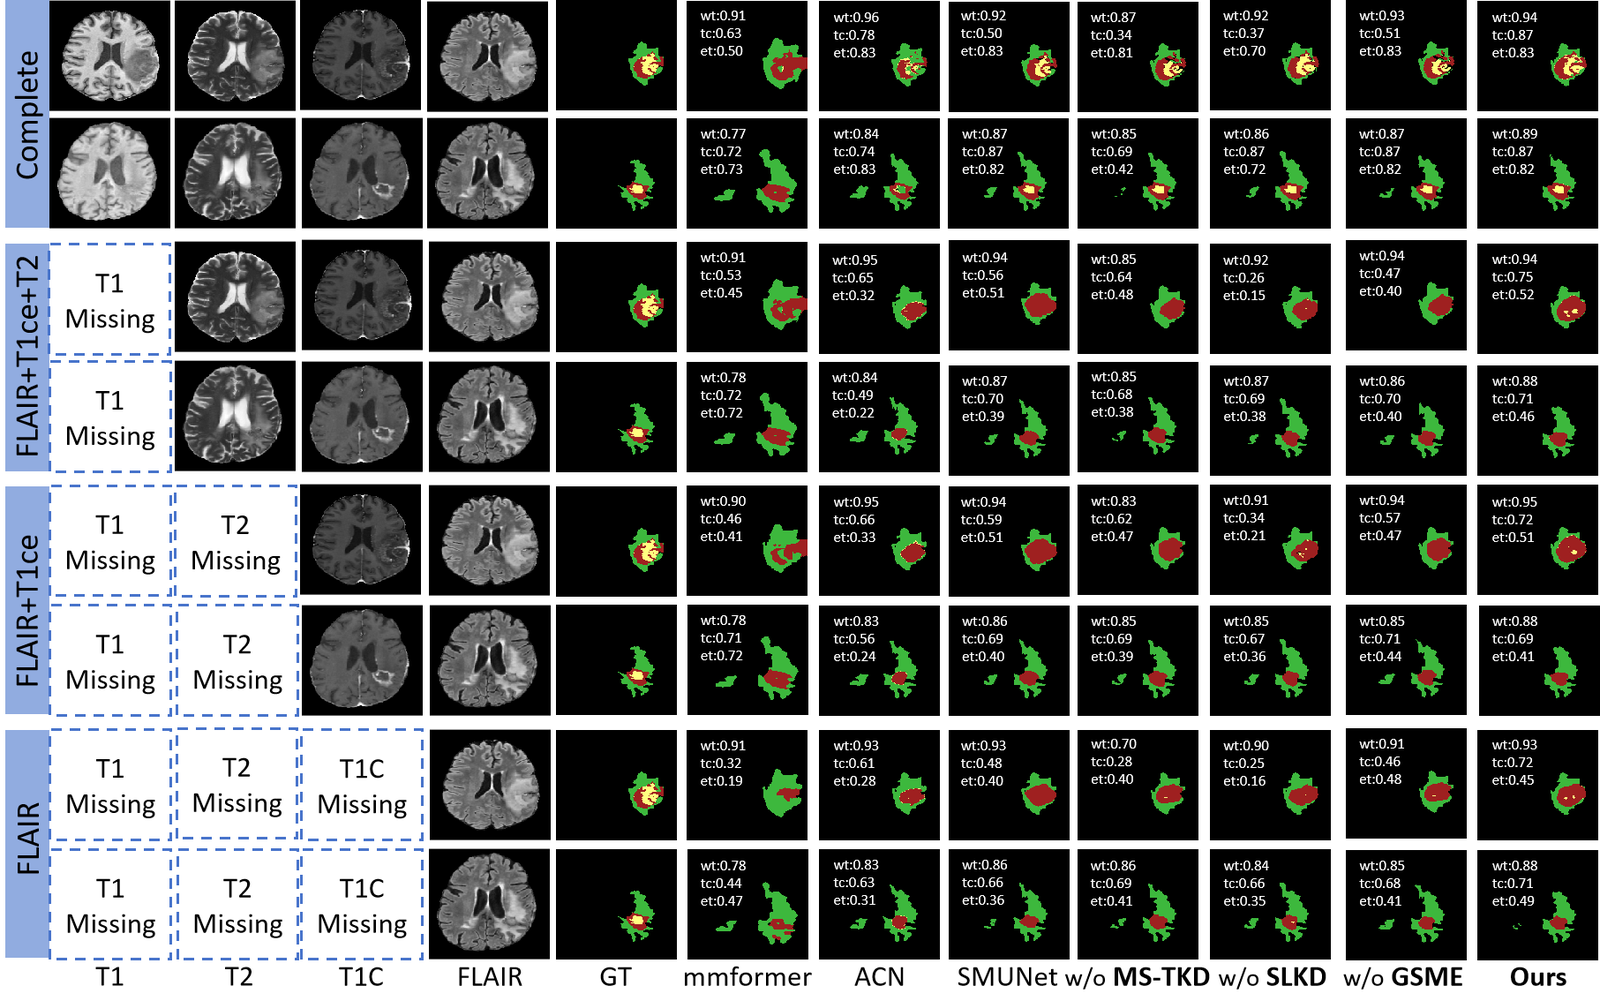 Complete
wt:0.91
tc:0.63
et:0.50
wt:0.96
tc:0.78
et:0.83
wt:0.92
tc:0.50
et:0.83
wt:0.87
tc:0.34
et:0.81
wt:0.92
tc:0.37
et:0.70
wt:0.93
tc:0.51
et:0.83
wt:0.94
tc:0.87
et:0.83
wt:0.77
tc:0.72
et:0.73
wt:0.84
tc:0.74
et:0.83
wt:0.87
tc:0.87
et:0.82
wt:0.85
tc:0.69
et:0.42
wt:0.86
tc:0.87
et:0.72
wt:0.87
tc:0.87
et:0.82
wt:0.89
tc:0.87
et:0.82
FLAIR+T1ce+T2
T1
Missing
wt:0.91
tc:0.53
et:0.45
wt:0.95
tc:0.65
et:0.32
wt:0.94
tc:0.56
et:0.51
wt:0.85
tc:0.64
et:0.48
wt:0.92
tc:0.26
et:0.15
wt:0.94
tc:0.47
et:0.40
wt:0.94
tc:0.75
et:0.52
T1
Missing
wt:0.78
tc:0.72
et:0.72
wt:0.84
tc:0.49
et:0.22
wt:0.87
tc:0.70
et:0.39
wt:0.85
tc:0.68
et:0.38
wt:0.87
tc:0.69
et:0.38
wt:0.86
tc:0.70
et:0.40
wt:0.88
tc:0.71
et:0.46
FLAIR+T1ce
T1
Missing
T2
Missing
wt:0.90
tc:0.46
et:0.41
wt:0.95
tc:0.66
et:0.33
wt:0.94
tc:0.59
et:0.51
wt:0.83
tc:0.62
et:0.47
wt:0.91
tc:0.34
et:0.21
wt:0.94
tc:0.57
et:0.47
wt:0.95
tc:0.72
et:0.51
T1
Missing
T2
Missing
wt:0.78
tc:0.71
et:0.72
wt:0.83
tc:0.56
et:0.24
wt:0.86
tc:0.69
et:0.40
wt:0.85
tc:0.69
et:0.39
wt:0.85
tc:0.67
et:0.36
wt:0.85
tc:0.71
et:0.44
wt:0.88
tc:0.69
et:0.41
FLAIR
T1
Missing
T2
Missing
T1C
Missing
wt:0.91
tc:0.32
et:0.19
wt:0.93
tc:0.61
et:0.28
wt:0.93
tc:0.48
et:0.40
wt:0.70
tc:0.28
et:0.40
wt:0.90
tc:0.25
et:0.16
wt:0.91
tc:0.46
et:0.48
wt:0.93
tc:0.72
et:0.45
T1
Missing
T2
Missing
T1C
Missing
wt:0.78
tc:0.44
et:0.47
wt:0.83
tc:0.63
et:0.31
wt:0.86
tc:0.66
et:0.36
wt:0.86
tc:0.69
et:0.41
wt:0.84
tc:0.66
et:0.35
wt:0.85
tc:0.68
et:0.41
wt:0.88
tc:0.71
et:0.49
T1 T2 T1C FLAIR GT mmformer ACN SMUNet w/o MS-TKD w/o SLKD w/o GSME Ours